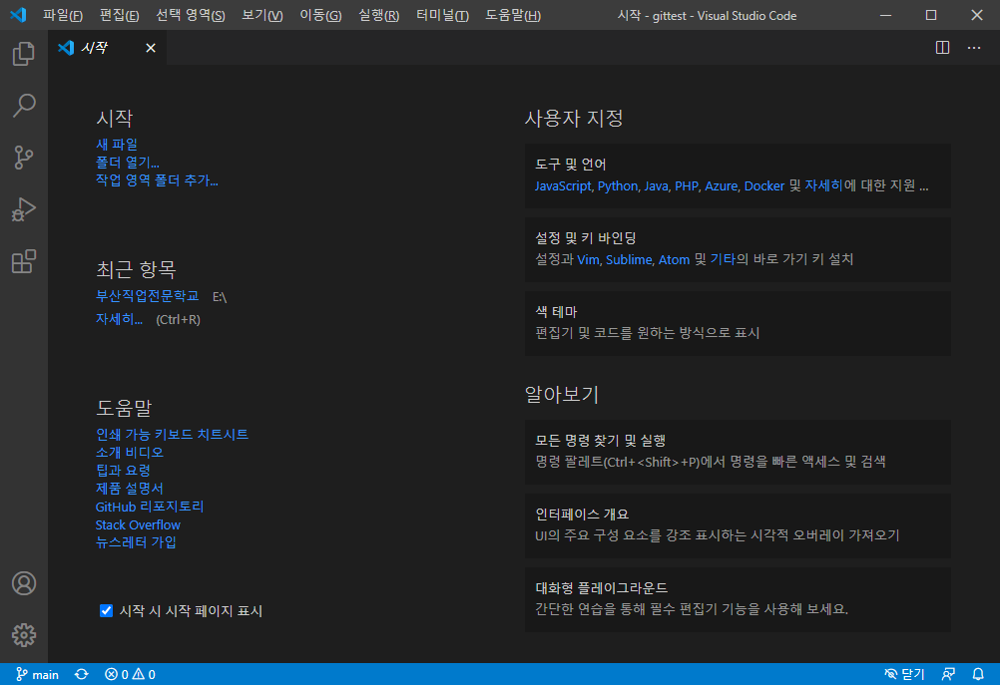 파일(F) 편집(E) 선택 영역(S) 보기(V) 이동(G) 실행(R) 터미널(T) 도움말(H) 시작 - gittest - Visual Studio Code
시작
시작
새 파일
폴더 열기...
작업 영역 폴더 추가...
최근 항목
부산직업전문학교 E:\
자세히... (Ctrl+R)
도움말
인쇄 가능 키보드 치트시트
소개 비디오
팁과 요령
제품 설명서
GitHub 리포지토리
Stack Overflow
뉴스레터 가입
시작 시 시작 페이지 표시
사용자 지정
도구 및 언어
JavaScript, Python, Java, PHP, Azure, Docker 및 자세히에 대한 지원 ...
설정 및 키 바인딩
설정과 Vim, Sublime, Atom 및 기타의 바로 가기 키 설치
색 테마
편집기 및 코드를 원하는 방식으로 표시
알아보기
모든 명령 찾기 및 실행
명령 팔레트(Ctrl+<Shift>+P)에서 명령을 빠른 액세스 및 검색
인터페이스 개요
UI의 주요 구성 요소를 강조 표시하는 시각적 오버레이 가져오기
대화형 플레이그라운드
간단한 연습을 통해 필수 편집기 기능을 사용해 보세요.
main 0 0 닫기